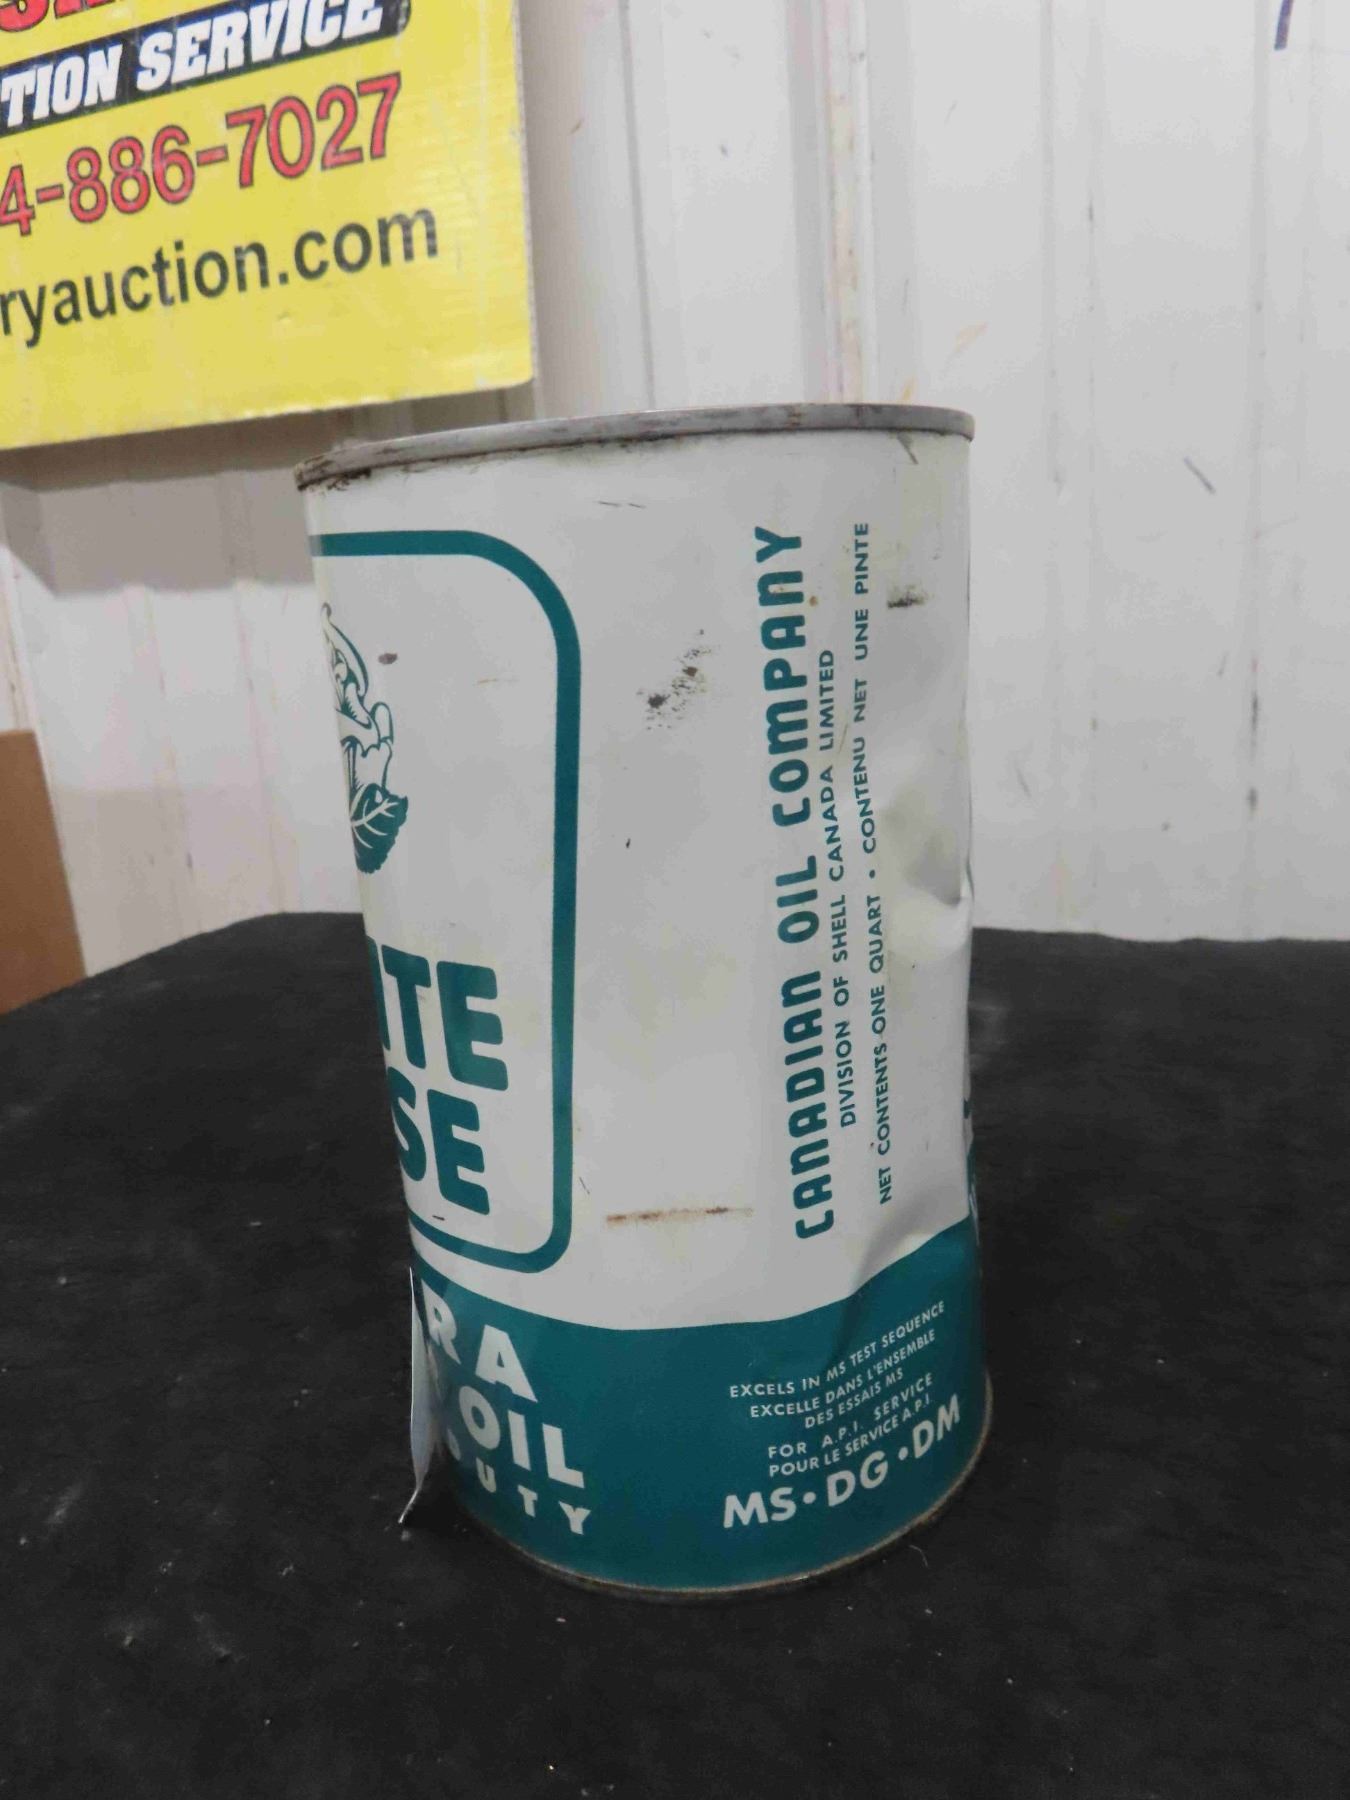 TION SERVICE
4-886-7027
ryauction.com
ITE
SE
RA
OIL
DUTY
CANADIAN OIL COMPANY
DIVISION OF SHELL CANADA LIMITED
NET CONTENTS ONE QUART • CONTENU NET UNE PINTE
EXCELS IN MS TEST SEQUENCE
EXCELLE DANS L'ENSEMBLE
DES ESSAIS MS
FOR A.P.I. SERVICE
POUR LE SERVICE A.P.I.
MS•DG•DM